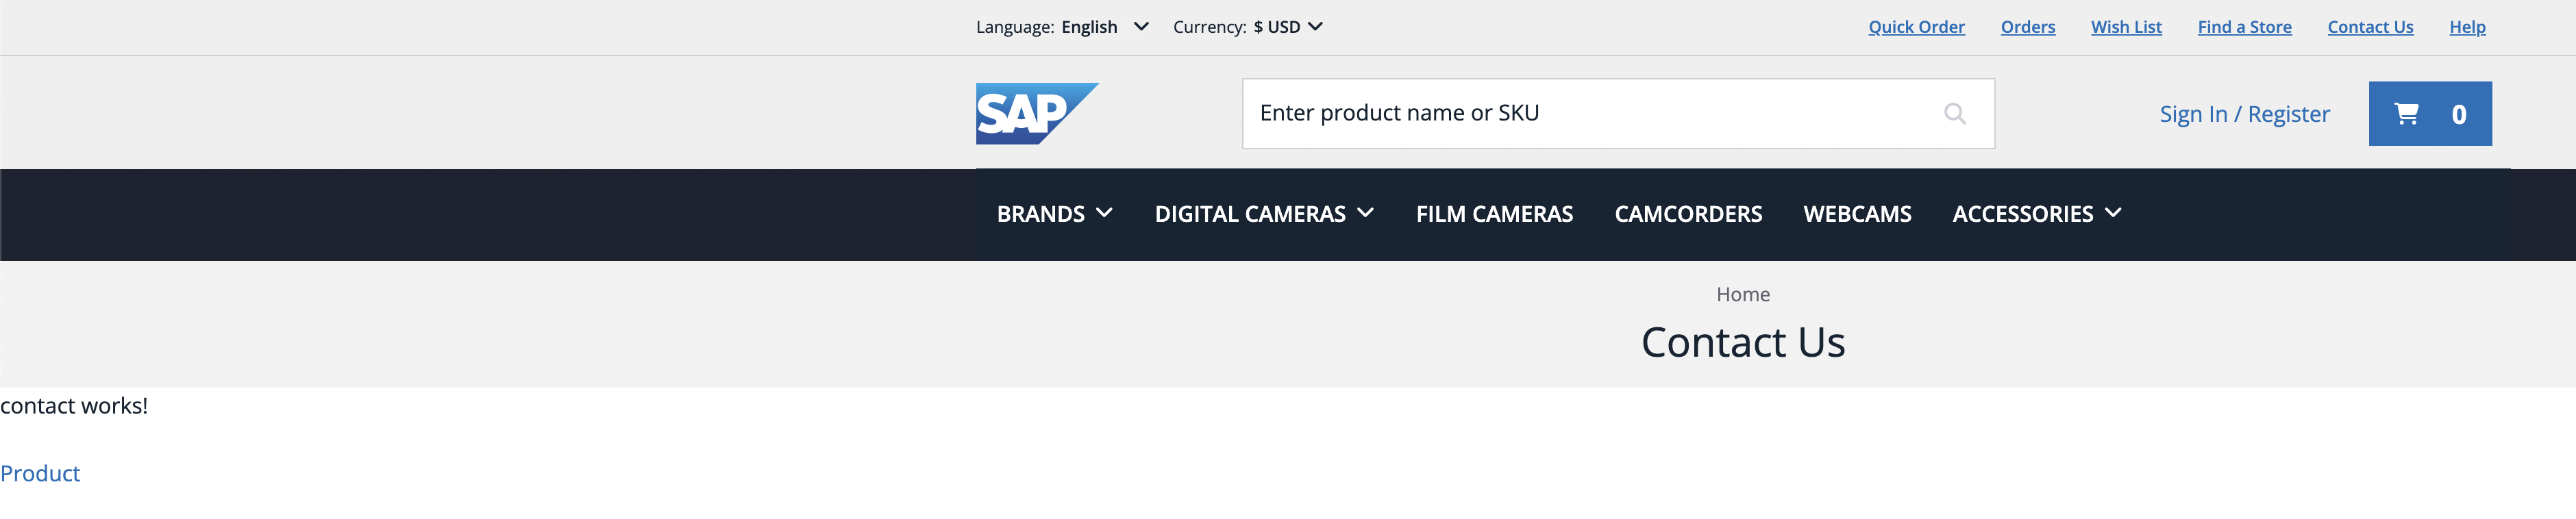 Language: English Currency: $ USD Quick Order Orders Wish List Find a Store Contact Us Help
SAP Enter product name or SKU Sign In / Register 0
BRANDS DIGITAL CAMERAS FILM CAMERAS CAMCORDERS WEBCAMS ACCESSORIES
Home
Contact Us
contact works!
Product